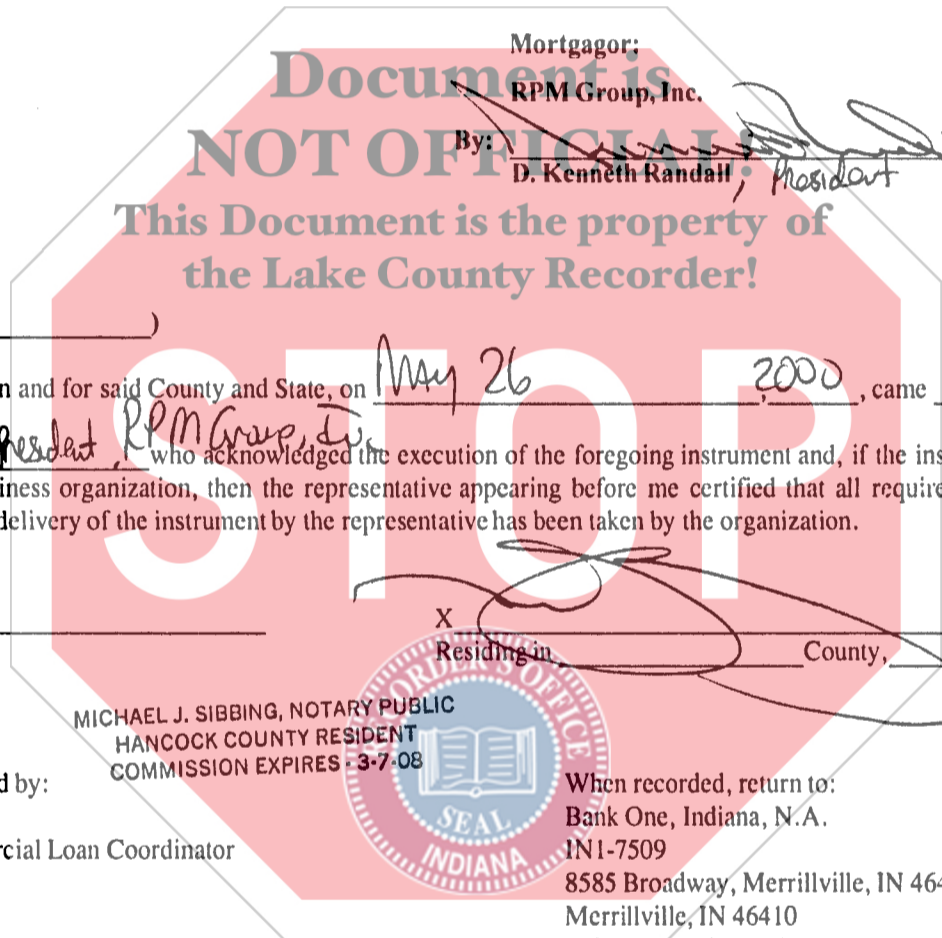 Mortgagor:
RPM Group, Inc.
By:
D. Kenneth Randall, President
Document is
NOT OFFICIAL!
This Document is the property of
the Lake County Recorder!
STOP
)
n and for said County and State, on May 26, 2000, came
resident, RPM Group, Inc. who acknowledged the execution of the foregoing instrument and, if the ins
iness organization, then the representative appearing before me certified that all require
delivery of the instrument by the representative has been taken by the organization.
X
Residing in County,
MICHAEL J. SIBBING, NOTARY PUBLIC
HANCOCK COUNTY RESIDENT
COMMISSION EXPIRES - 3-7-08
RECORDER'S OFFICE
SEAL
INDIANA
d by:
rcial Loan Coordinator
When recorded, return to:
Bank One, Indiana, N.A.
IN1-7509
8585 Broadway, Merrillville, IN 464
Merrillville, IN 46410